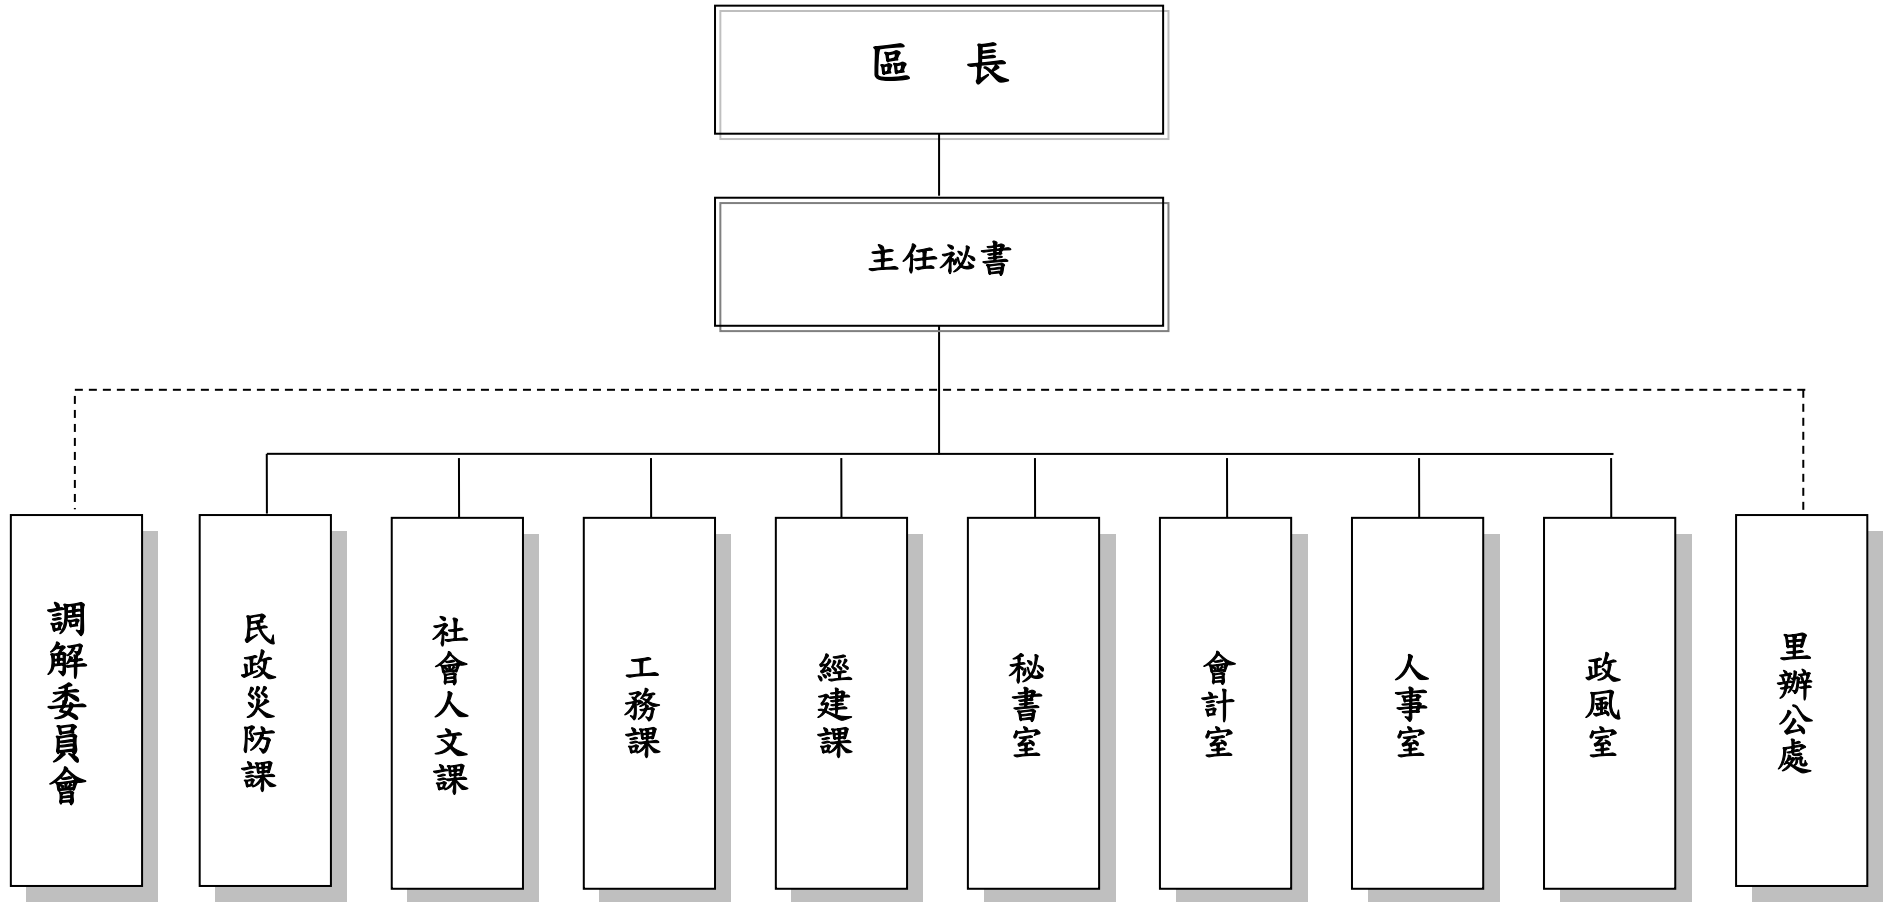 區 長
主任祕書
調解委員會
民政災防課
社會人文課
工務課
經建課
秘書室
會計室
人事室
政風室
里辦公處